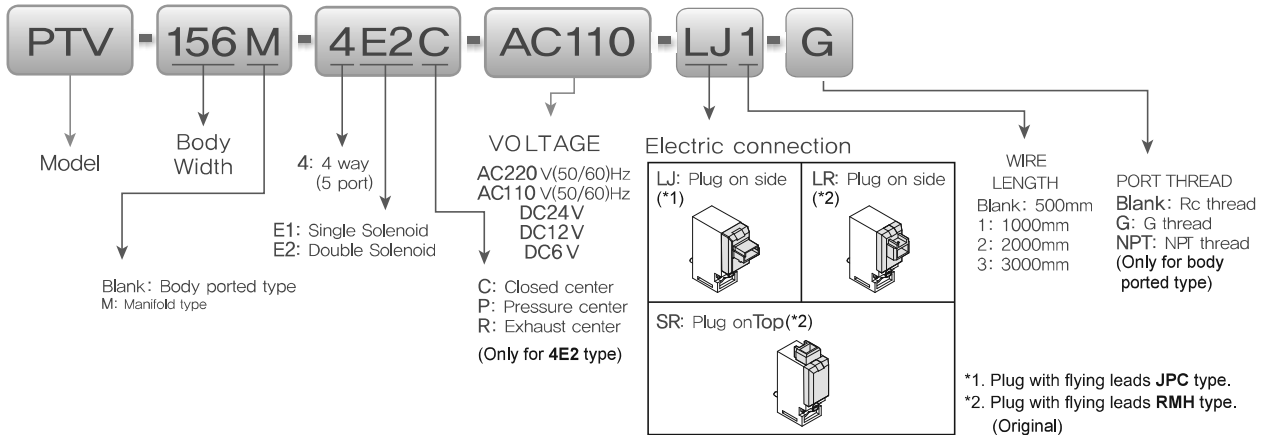 PTV - 156 M - 4 E2 C - AC110 - LJ 1 - G
Model
Body
Width
Blank: Body ported type
M: Manifold type
4: 4 way
(5 port)
E1: Single Solenoid
E2: Double Solenoid
C: Closed center
P: Pressure center
R: Exhaust center
(Only for 4E2 type)
VOLTAGE
AC220 V(50/60)Hz
AC110 V(50/60)Hz
DC24V
DC12V
DC6V
Electric connection
LJ: Plug on side
(*1)
LR: Plug on side
(*2)
SR: Plug onTop(*2)
WIRE
LENGTH
Blank: 500mm
1: 1000mm
2: 2000mm
3: 3000mm
PORT THREAD
Blank: Rc thread
G: G thread
NPT: NPT thread
(Only for body
ported type)
*1. Plug with flying leads JPC type.
*2. Plug with flying leads RMH type.
(Original)